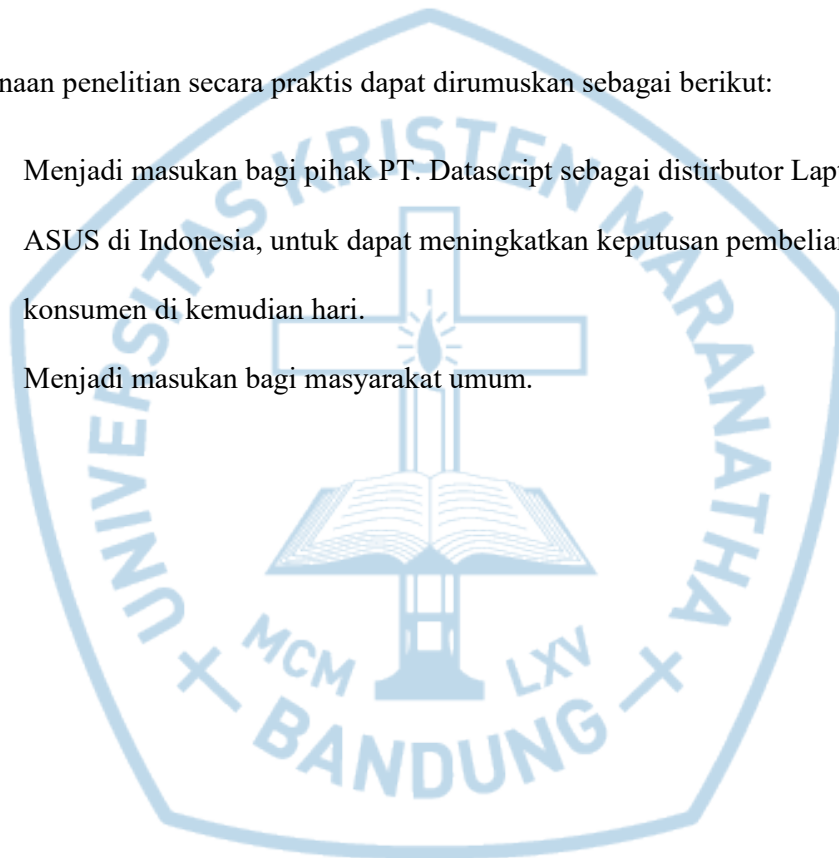 naan penelitian secara praktis dapat dirumuskan sebagai berikut:
Menjadi masukan bagi pihak PT. Datascript sebagai distirbutor Lap
ASUS di Indonesia, untuk dapat meningkatkan keputusan pembelian
konsumen di kemudian hari.
Menjadi masukan bagi masyarakat umum.
UNIVERSITAS KRISTEN MARANATHA
MCM LXV
BANDUNG